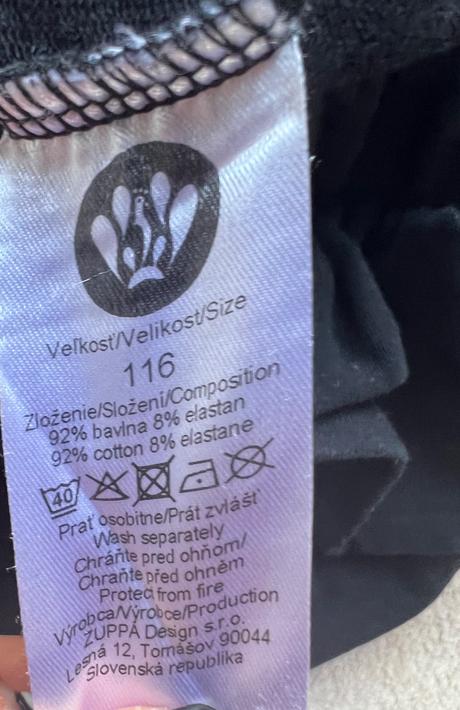 Veľkosť/Velikost/Size
116
Zloženie/Složení/Composition
92% bavlna 8% elastan
92% cotton 8% elastane
40
Prať osobitne/Prát zvlášť
Wash separately
Chráňte pred ohňom/
Chraňte před ohněm
Protect from fire
Výrobca/Výrobce/Production
ZUPPA Design s.r.o.
Lesná 12, Tomášov 90044
Slovenská republika